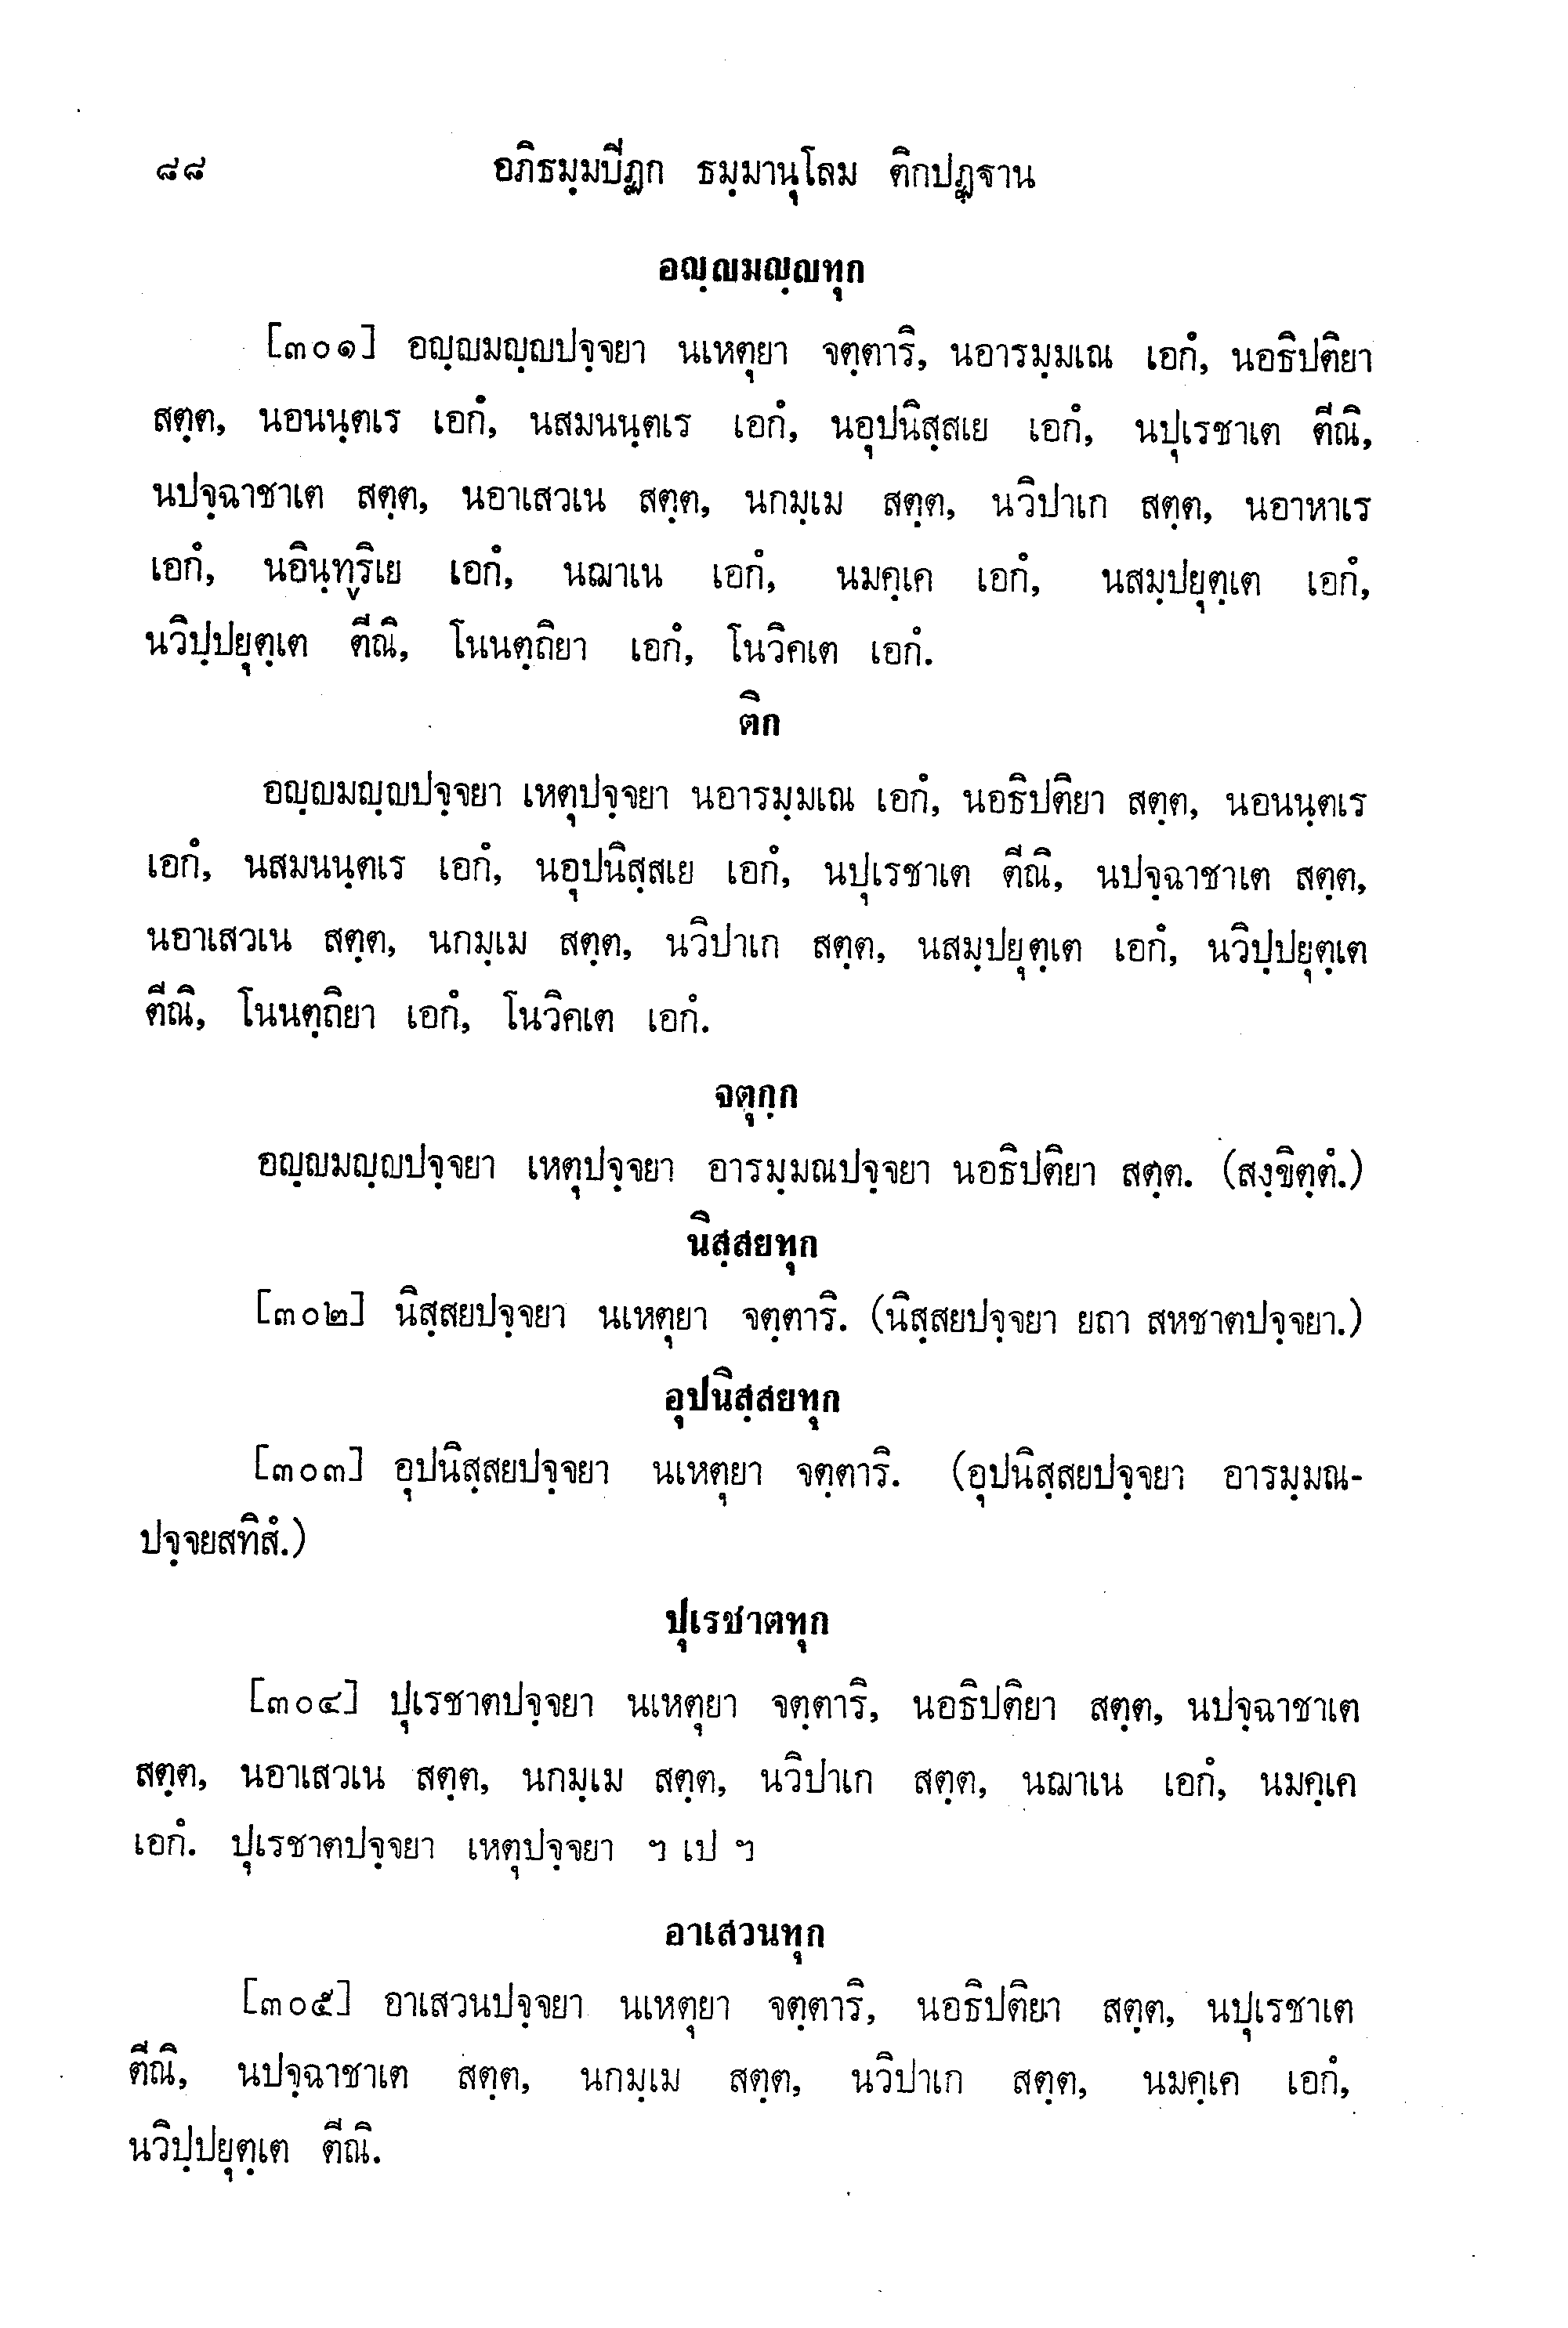 ๘๘ อภิธมฺมปิฏก ธมฺมานุโลม ติกปฏฺฐาน
อญฺญมญฺญทุก
[๓๐๑] อญฺญมญฺญปจฺจยา นเหตุยา จตฺตาริ, นอารมฺมเณ เอกํ, นอธิปติยา
สตฺต, นอนนฺตเร เอกํ, นสมนนฺตเร เอกํ, นอุปนิสฺสเย เอกํ, นปุเรชาเต ตีณิ,
นปจฺฉาชาเต สตฺต, นอาเสวเน สตฺต, นกมฺเม สตฺต, นวิปาเก สตฺต, นอาหาเร
เอกํ, นอินฺทฺริเย เอกํ, นฌาเน เอกํ, นมคฺเค เอกํ, นสมฺปยุตฺเต เอกํ,
นวิปฺปยุตฺเต ตีณิ, โนนตฺถิยา เอกํ, โนวิคเต เอกํ.
ติก
อญฺญมญฺญปจฺจยา เหตุปจฺจยา นอารมฺมเณ เอกํ, นอธิปติยา สตฺต, นอนนฺตเร
เอกํ, นสมนนฺตเร เอกํ, นอุปนิสฺสเย เอกํ, นปุเรชาเต ตีณิ, นปจฺฉาชาเต สตฺต,
นอาเสวเน สตฺต, นกมฺเม สตฺต, นวิปาเก สตฺต, นสมฺปยุตฺเต เอกํ, นวิปฺปยุตฺเต
ตีณิ, โนนตฺถิยา เอกํ, โนวิคเต เอกํ.
จตุกฺก
อญฺญมญฺญปจฺจยา เหตุปจฺจยา อารมฺมณปจฺจยา นอธิปติยา สตฺต. (สงฺขิตฺตํ.)
นิสฺสยทุก
[๓๐๒] นิสฺสยปจฺจยา นเหตุยา จตฺตาริ. (นิสฺสยปจฺจยา ยถา สหชาตปจฺจยา.)
อุปนิสฺสยทุก
[๓๐๓] อุปนิสฺสยปจฺจยา นเหตุยา จตฺตาริ. (อุปนิสฺสยปจฺจยา อารมฺมณ-
ปจฺจยสทิสํ.)
ปุเรชาตทุก
[๓๐๔] ปุเรชาตปจฺจยา นเหตุยา จตฺตาริ, นอธิปติยา สตฺต, นปจฺฉาชาเต
สตฺต, นอาเสวเน สตฺต, นกมฺเม สตฺต, นวิปาเก สตฺต, นฌาเน เอกํ, นมคฺเค
เอกํ. ปุเรชาตปจฺจยา เหตุปจฺจยา ฯ เป ฯ
อาเสวนทุก
[๓๐๕] อาเสวนปจฺจยา นเหตุยา จตฺตาริ, นอธิปติยา สตฺต, นปุเรชาเต
ตีณิ, นปจฺฉาชาเต สตฺต, นกมฺเม สตฺต, นวิปาเก สตฺต, นมคฺเค เอกํ,
นวิปฺปยุตฺเต ตีณิ.